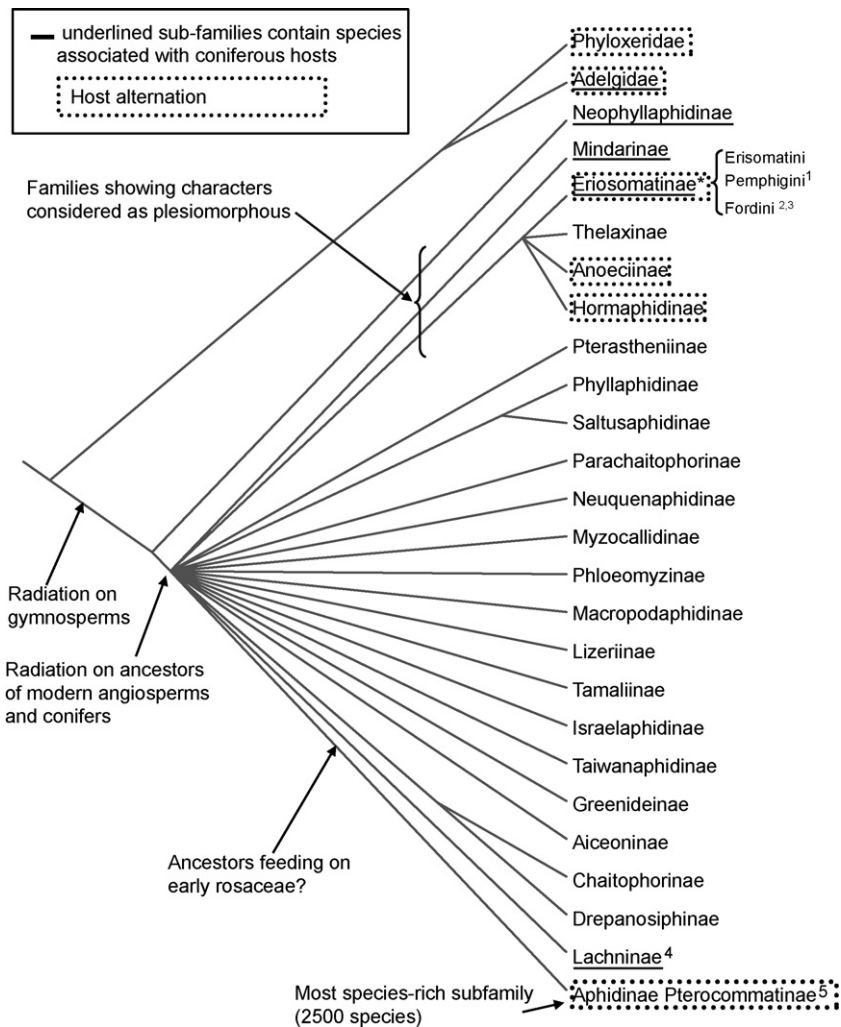 underlined sub-families contain species
associated with coniferous hosts
Host alternation
Phyloxeridae
Adelgidae
Neophyllaphidinae
Mindarinae
Eriosomatinae*
Erisomatini
Pemphigini1
Fordini 2,3
Families showing characters
considered as plesiomorphous
Thelaxinae
Anoeciinae
Hormaphidinae
Pterastheniinae
Phyllaphidinae
Saltusaphidinae
Parachaitophorinae
Neuquenaphidinae
Myzocallidinae
Phloeomyzinae
Macropodaphidinae
Lizeriinae
Tamaliinae
Israelaphidinae
Taiwanaphidinae
Greenideinae
Aiceoninae
Chaitophorinae
Drepanosiphinae
Lachninae4
Aphidinae Pterocommatinae5
Radiation on
gymnosperms
Radiation on ancestors
of modern angiosperms
and conifers
Ancestors feeding on
early rosaceae?
Most species-rich subfamily
(2500 species)